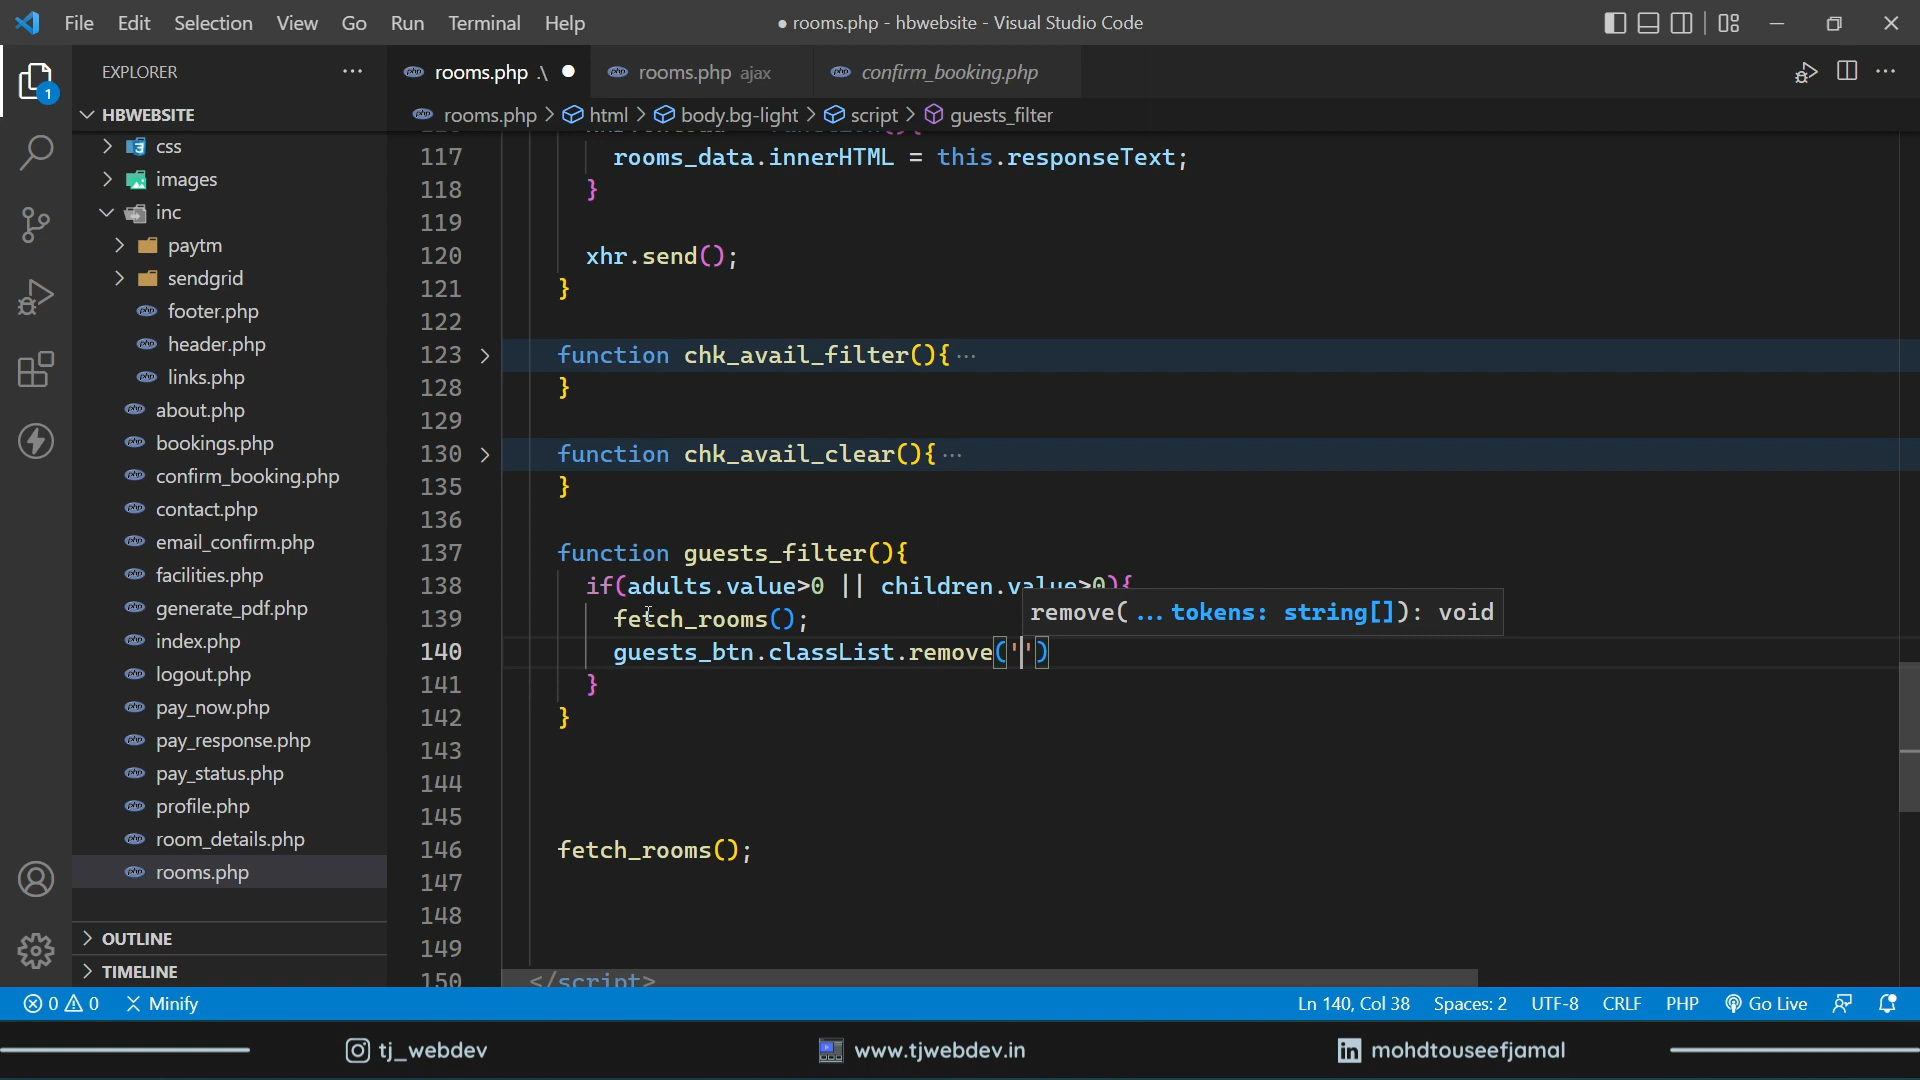 File Edit Selection View Go Run Terminal Help
● rooms.php - hbwebsite - Visual Studio Code
EXPLORER
rooms.php .\
rooms.php ajax
confirm_booking.php
1
HBWEBSITE
rooms.php > html > body.bg-light > script > guests_filter
css
images
inc
paytm
sendgrid
footer.php
header.php
links.php
about.php
bookings.php
confirm_booking.php
contact.php
email_confirm.php
facilities.php
generate_pdf.php
index.php
logout.php
pay_now.php
pay_response.php
pay_status.php
profile.php
room_details.php
rooms.php
OUTLINE
TIMELINE
117 rooms_data.innerHTML = this.responseText;
118 }
119
120 xhr.send();
121 }
122
123 function chk_avail_filter(){ ...
128 }
129
130 function chk_avail_clear(){ ...
135 }
136
137 function guests_filter(){
138 if(adults.value>0 || children.value>0){
remove(...tokens: string[]): void
139 fetch_rooms();
140 guests_btn.classList.remove('')
141 }
142 }
143
144
145
146 fetch_rooms();
147
148
149
150 </script>
0 0 Minify
Ln 140, Col 38 Spaces: 2 UTF-8 CRLF PHP Go Live
tj_webdev
www.tjwebdev.in
mohdtouseefjamal